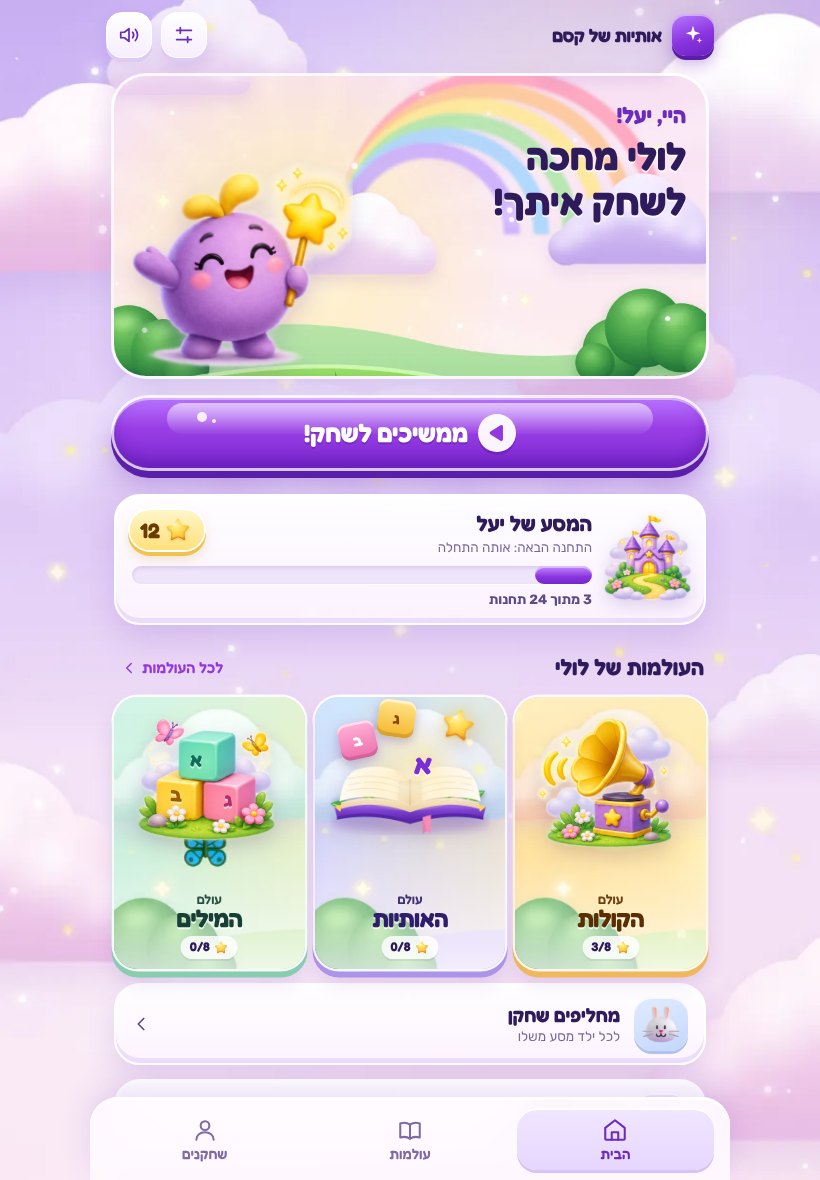 אותיות של קסם
היי, יעל!
לולי מחכה
לשחק איתך!
ממשיכים לשחק!
המסע של יעל
12
התחנה הבאה: אותה התחלה
3 מתוך 24 תחנות
העולמות של לולי
לכל העולמות
עולם
הקולות
3/8
ב
ג
א
עולם
האותיות
0/8
א
ב
ג
עולם
המילים
0/8
מחליפים שחקן
לכל ילד מסע משלו
הבית
עולמות
שחקנים